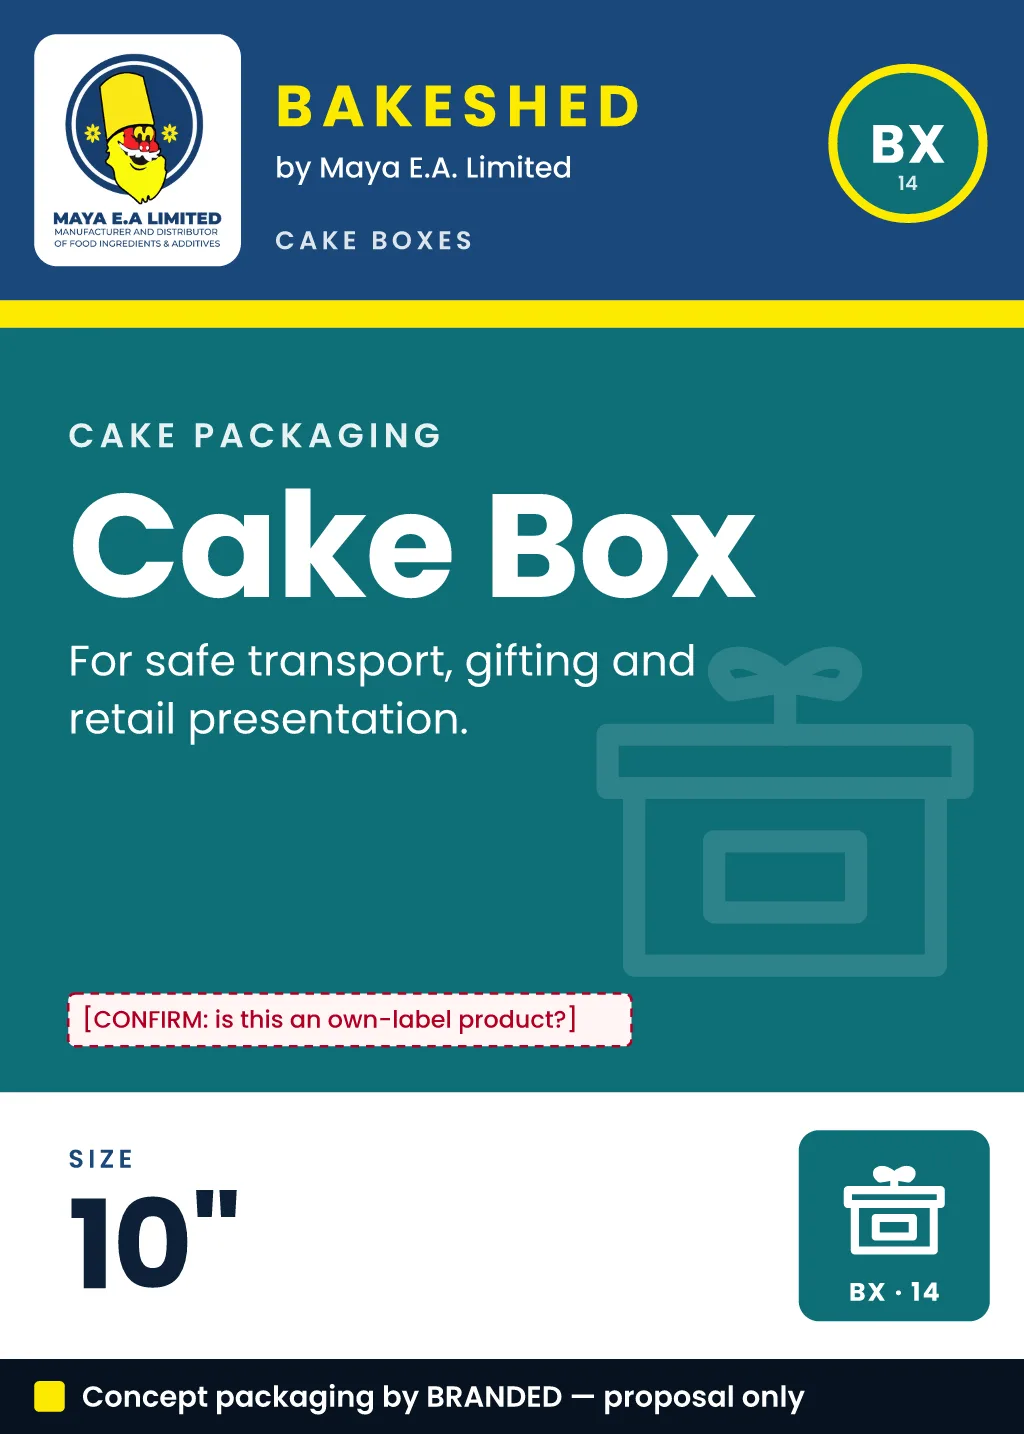 MAYA E.A LIMITED
MANUFACTURER AND DISTRIBUTOR
OF FOOD INGREDIENTS & ADDITIVES
BAKESHED
by Maya E.A. Limited
CAKE BOXES
BX
14
CAKE PACKAGING
Cake Box
For safe transport, gifting and
retail presentation.
[CONFIRM: is this an own-label product?]
SIZE
10"
BX · 14
Concept packaging by BRANDED — proposal only